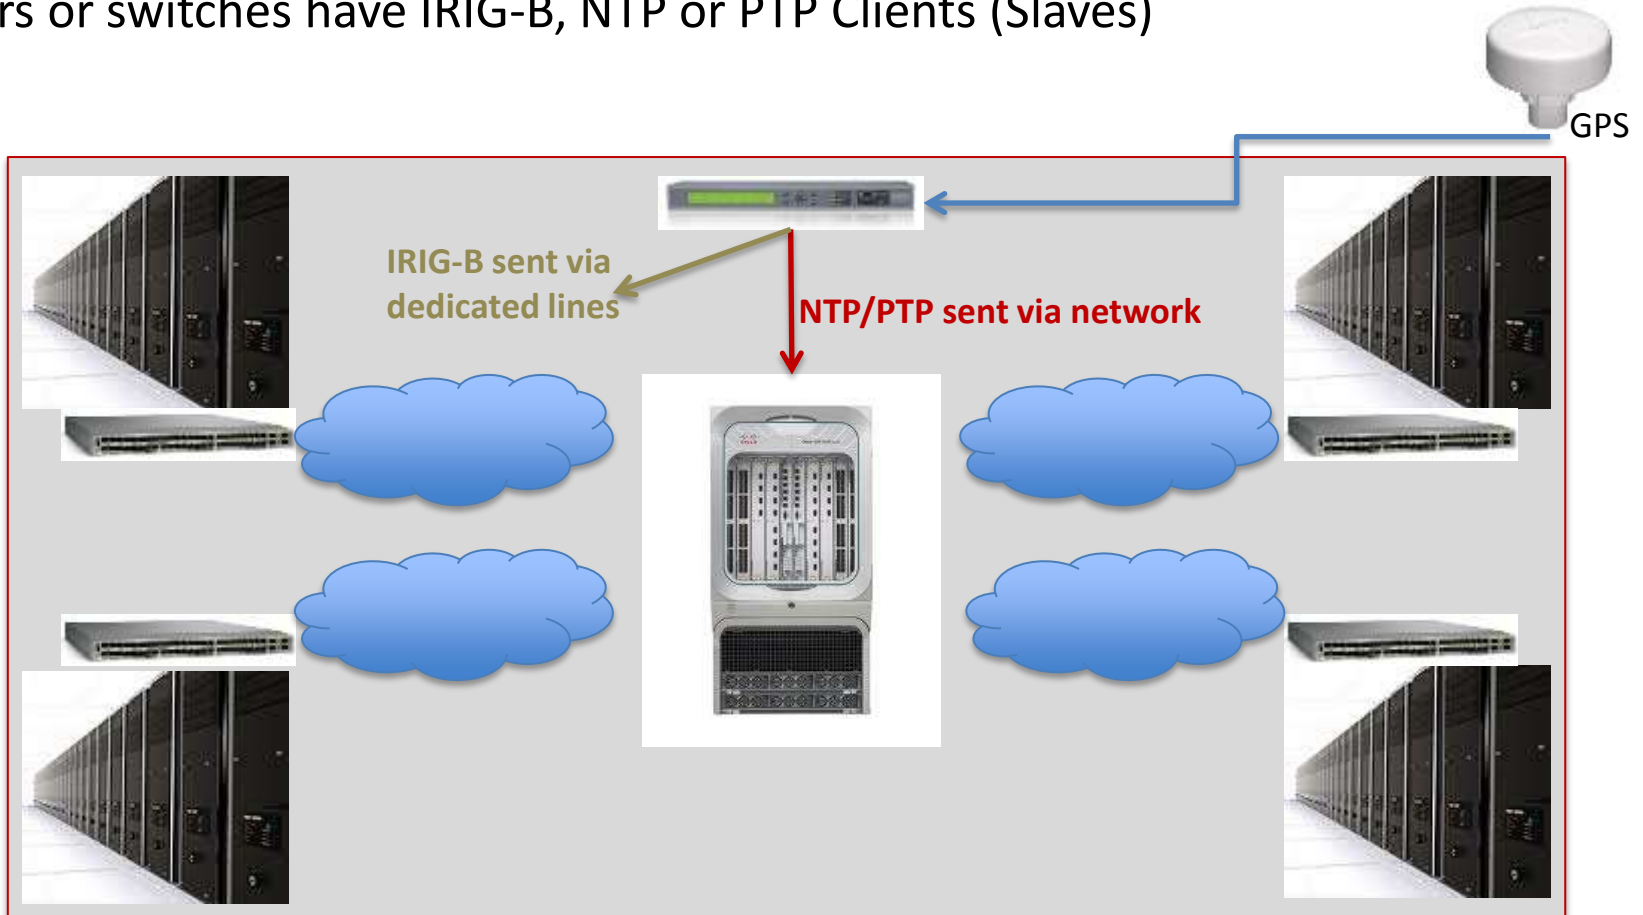 rs or switches have IRIG-B, NTP or PTP Clients (Slaves)
GPS
IRIG-B sent via
dedicated lines
NTP/PTP sent via network